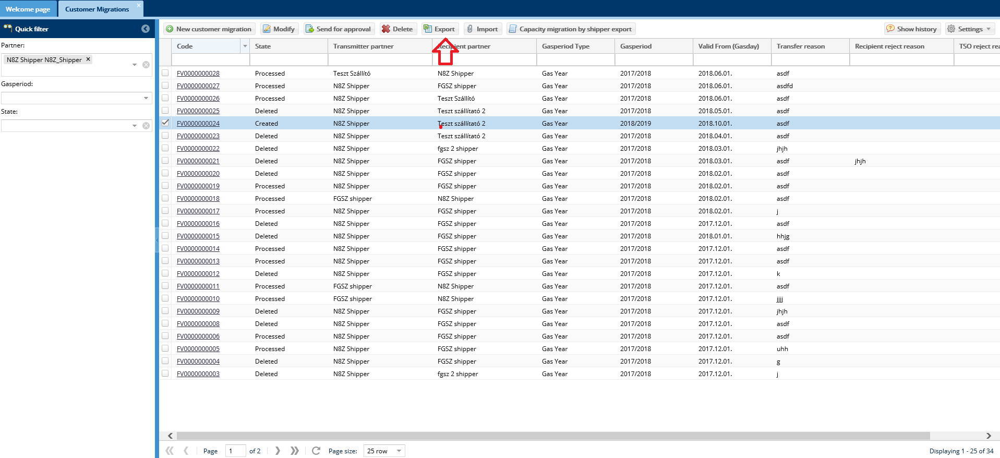 Welcome page Customer Migrations
Quick filter
Partner:
N8Z Shipper N8Z_Shipper
Gasperiod:
State:
New customer migration Modify Send for approval Delete Export Import Capacity migration by shipper export Show history Settings
Code State Transmitter partner Recipient partner Gasperiod Type Gasperiod Valid From (Gasday) Transfer reason Recipient reject reason TSO reject rea
FV0000000028 Processed Teszt Szállító N8Z Shipper Gas Year 2017/2018 2018.06.01. asdf
FV0000000027 Processed N8Z Shipper FGSZ shipper Gas Year 2017/2018 2018.06.01. asdfd
FV0000000026 Processed N8Z Shipper Teszt Szállító Gas Year 2017/2018 2018.06.01. asdf
FV0000000025 Deleted N8Z Shipper Teszt szállítató 2 Gas Year 2017/2018 2018.05.01. asdf
FV0000000024 Created N8Z Shipper Teszt szállítató 2 Gas Year 2018/2019 2018.10.01. asdf
FV0000000023 Deleted N8Z Shipper Teszt szállítató 2 Gas Year 2017/2018 2018.04.01. asdf
FV0000000022 Deleted N8Z Shipper fgsz 2 shipper Gas Year 2017/2018 2018.03.01. jhjh
FV0000000021 Deleted N8Z Shipper FGSZ shipper Gas Year 2017/2018 2018.03.01. asdf jhjh
FV0000000020 Deleted N8Z Shipper FGSZ shipper Gas Year 2017/2018 2018.02.01. asdf
FV0000000019 Processed N8Z Shipper FGSZ shipper Gas Year 2017/2018 2018.02.01. asdf
FV0000000018 Processed FGSZ shipper N8Z Shipper Gas Year 2017/2018 2018.02.01. asdf
FV0000000017 Processed N8Z Shipper FGSZ shipper Gas Year 2017/2018 2018.02.01. j
FV0000000016 Deleted N8Z Shipper FGSZ shipper Gas Year 2017/2018 2017.12.01. asdf
FV0000000015 Deleted N8Z Shipper FGSZ shipper Gas Year 2017/2018 2018.01.01. hhjg
FV0000000014 Processed N8Z Shipper FGSZ shipper Gas Year 2017/2018 2017.12.01. asdf
FV0000000013 Processed N8Z Shipper FGSZ shipper Gas Year 2017/2018 2017.12.01. asdf
FV0000000012 Deleted N8Z Shipper FGSZ shipper Gas Year 2017/2018 2017.12.01. k
FV0000000011 Processed FGSZ shipper N8Z Shipper Gas Year 2017/2018 2017.12.01. asdf
FV0000000010 Processed FGSZ shipper N8Z Shipper Gas Year 2017/2018 2017.12.01. jjjj
FV0000000009 Deleted N8Z Shipper FGSZ shipper Gas Year 2017/2018 2017.12.01. jhjh
FV0000000008 Deleted N8Z Shipper FGSZ shipper Gas Year 2017/2018 2017.12.01. asdf
FV0000000006 Processed N8Z Shipper FGSZ shipper Gas Year 2017/2018 2017.12.01. asdf
FV0000000005 Processed N8Z Shipper FGSZ shipper Gas Year 2017/2018 2017.12.01. uhh
FV0000000004 Deleted N8Z Shipper FGSZ shipper Gas Year 2017/2018 2017.12.01. g
FV0000000003 Deleted N8Z Shipper fgsz 2 shipper Gas Year 2017/2018 2017.12.01. j
Page 1 of 2 Page size: 25 row Displaying 1 - 25 of 34